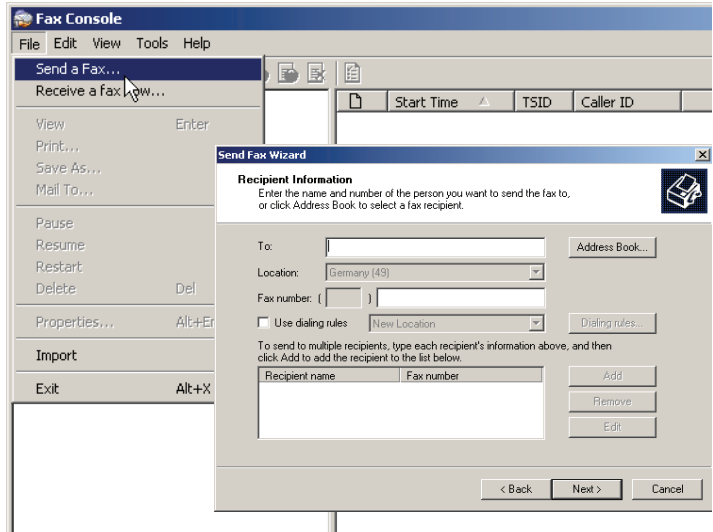 Fax Console
File Edit View Tools Help
Send a Fax...
Receive a fax now...
Start Time TSID Caller ID
View Enter
Print...
Save As...
Mail To...
Pause
Resume
Restart
Delete Del
Properties... Alt+En
Import
Exit Alt+X
Send Fax Wizard
Recipient Information
Enter the name and number of the person you want to send the fax to,
or click Address Book to select a fax recipient.
To: Address Book...
Location: Germany (49)
Fax number: ( )
Use dialing rules New Location Dialing rules...
To send to multiple recipients, type each recipient's information above, and then
click Add to add the recipient to the list below.
Recipient name Fax number
Add
Remove
Edit
< Back Next > Cancel